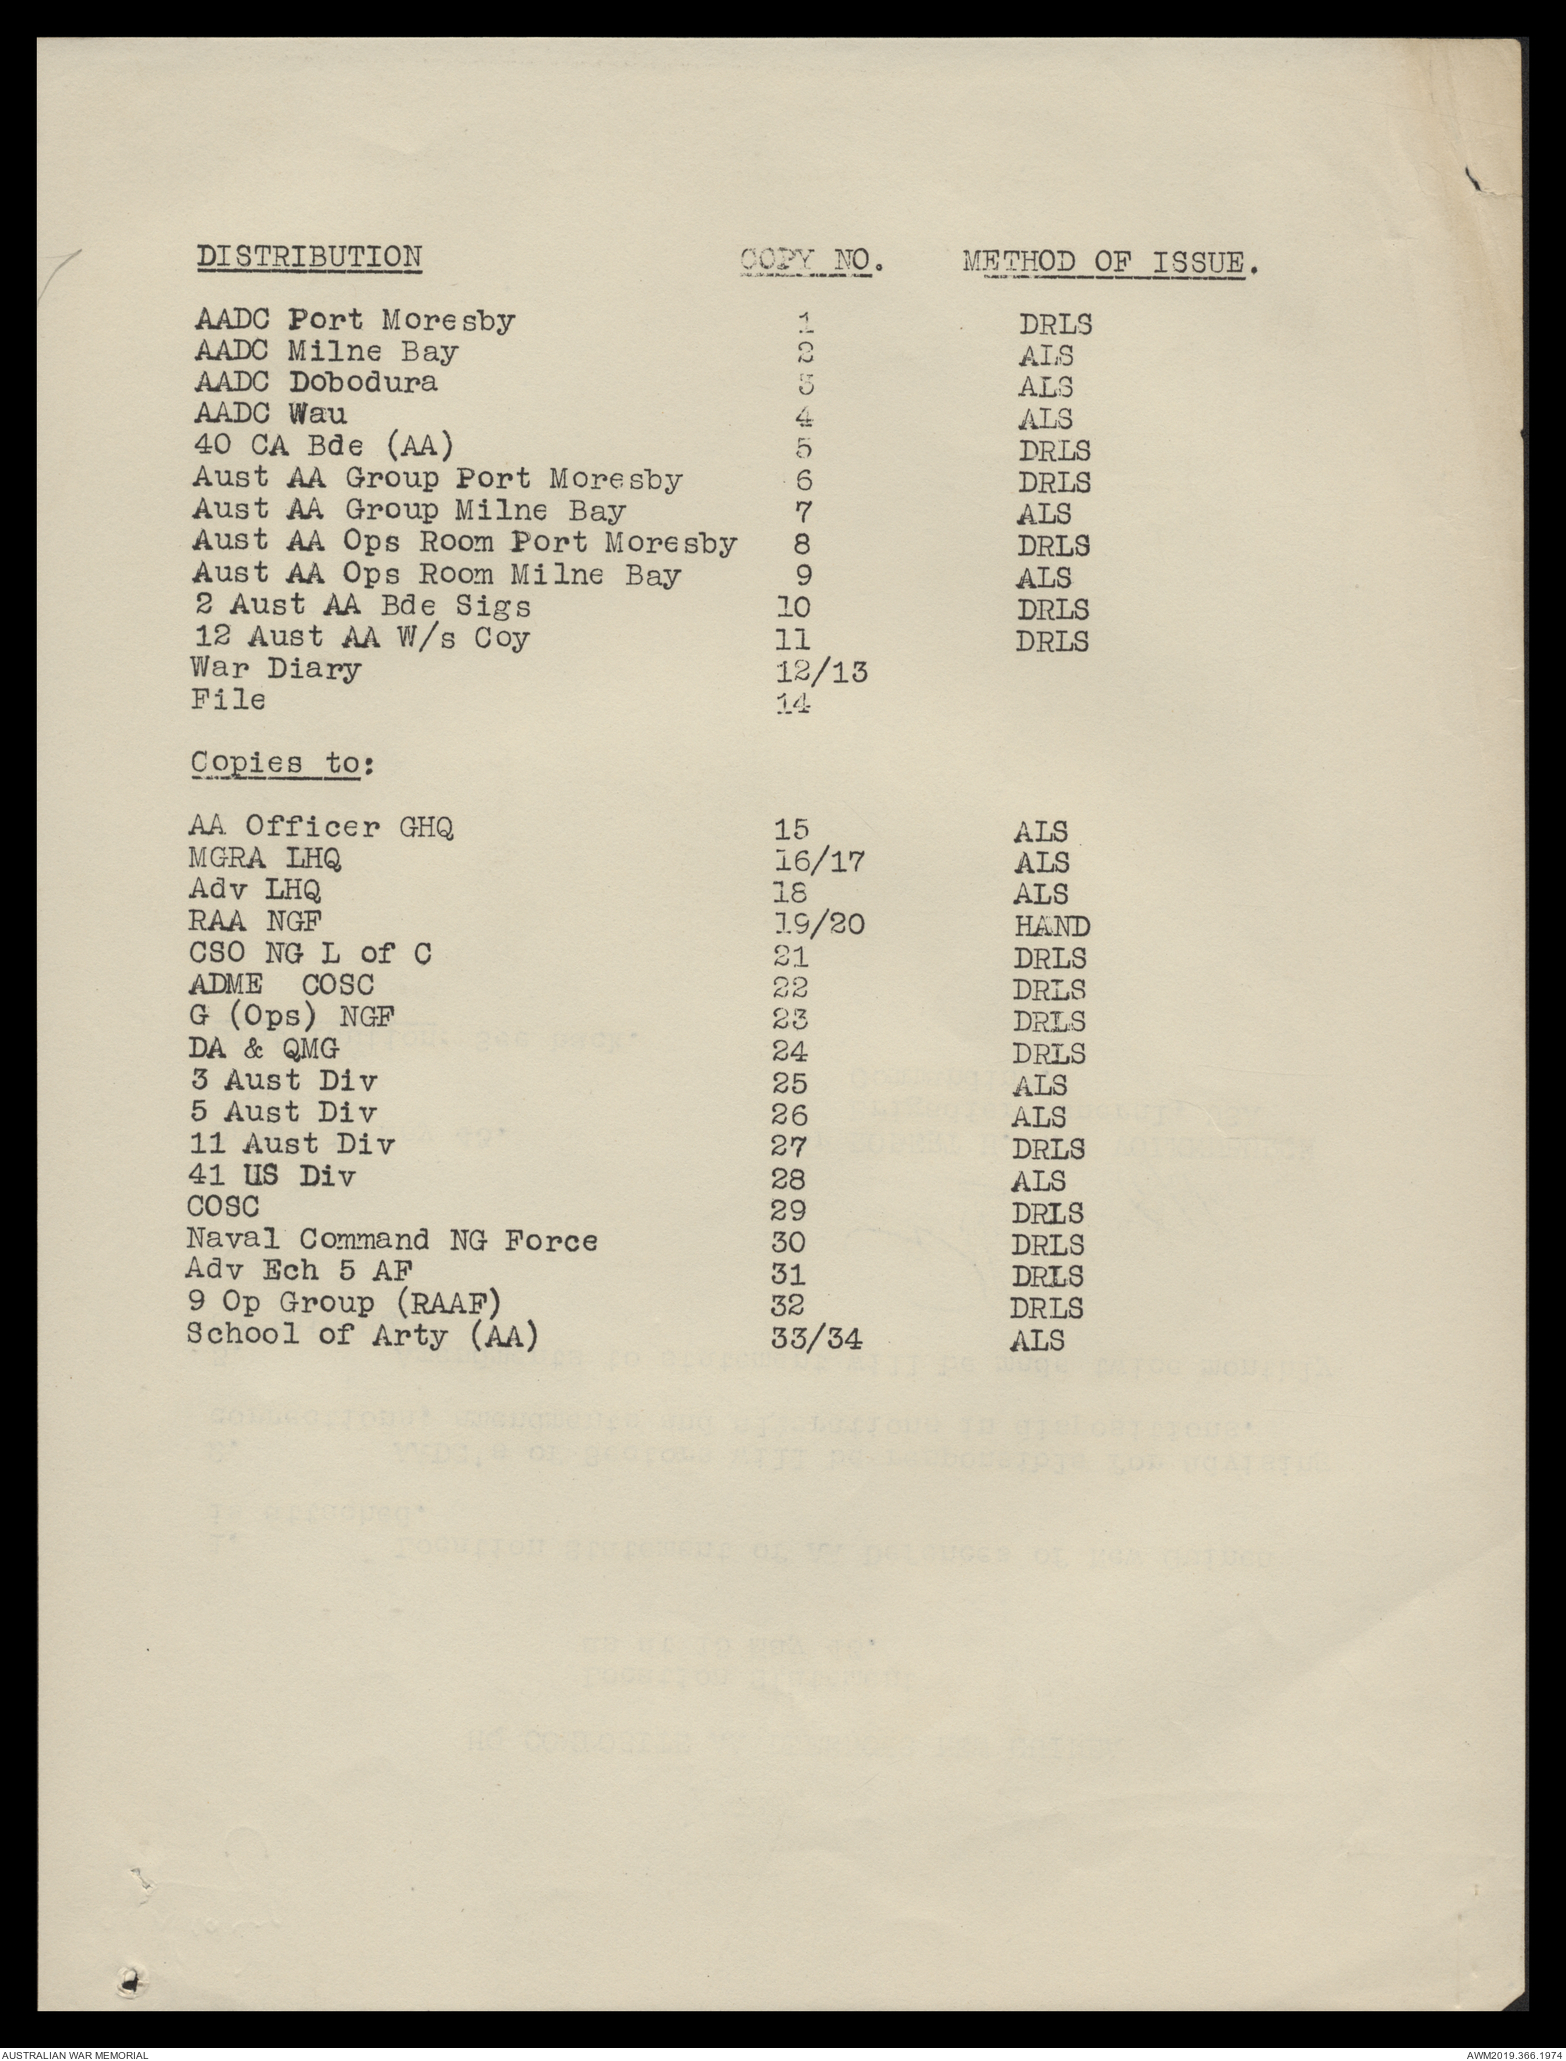 DISTRIBUTION COPY NO. METHOD OF ISSUE.
AADC Port Moresby 1 DRLS
AADC Milne Bay 2 ALS
AADC Dobodura 3 ALS
AADC Wau 4 ALS
40 CA Bde (AA) 5 DRLS
Aust AA Group Port Moresby 6 DRLS
Aust AA Group Milne Bay 7 ALS
Aust AA Ops Room Port Moresby 8 DRLS
Aust AA Ops Room Milne Bay 9 ALS
2 Aust AA Bde Sigs 10 DRLS
12 Aust AA W/s Coy 11 DRLS
War Diary 12/13
File 14
Copies to:
AA Officer GHQ 15 ALS
MGRA LHQ 16/17 ALS
Adv LHQ 18 ALS
RAA NGF 19/20 HAND
CSO NG L of C 21 DRLS
ADME COSC 22 DRLS
G (Ops) NGF 23 DRLS
DA & QMG 24 DRLS
3 Aust Div 25 ALS
5 Aust Div 26 ALS
11 Aust Div 27 DRLS
41 US Div 28 ALS
COSC 29 DRLS
Naval Command NG Force 30 DRLS
Adv Ech 5 AF 31 DRLS
9 Op Group (RAAF) 32 DRLS
School of Arty (AA) 33/34 ALS
AUSTRALIAN WAR MEMORIAL AWM2019.366.1974